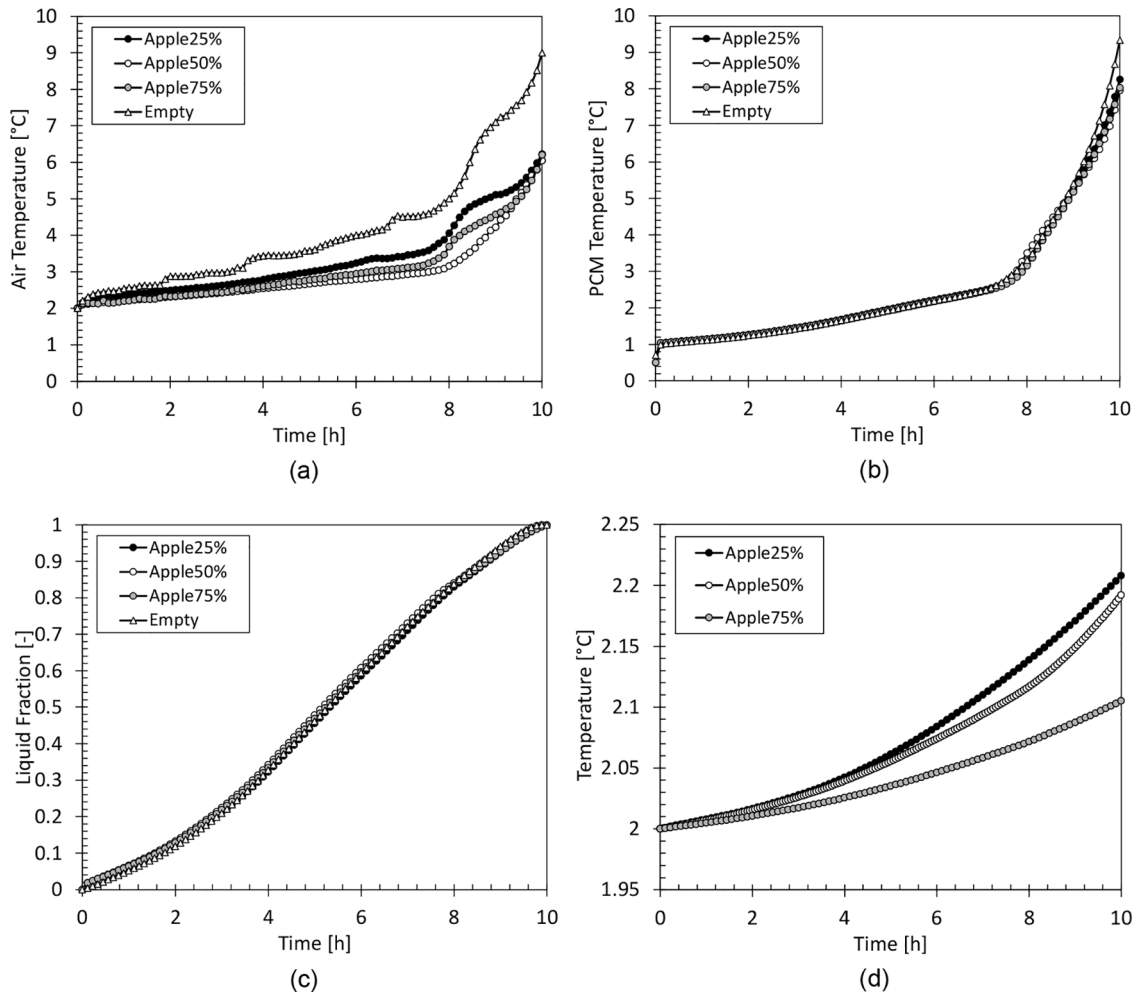 Air Temperature [°C]
10
9
8
7
6
5
4
3
2
1
0
Apple25%
Apple50%
Apple75%
Empty
0 2 4 6 8 10
Time [h]
(a)
PCM Temperature [°C]
10
9
8
7
6
5
4
3
2
1
0
Apple25%
Apple50%
Apple75%
Empty
0 2 4 6 8 10
Time [h]
(b)
Liquid Fraction [-]
1
0.9
0.8
0.7
0.6
0.5
0.4
0.3
0.2
0.1
0
Apple25%
Apple50%
Apple75%
Empty
0 2 4 6 8 10
Time [h]
(c)
Temperature [°C]
2.25
2.2
2.15
2.1
2.05
2
1.95
Apple25%
Apple50%
Apple75%
0 2 4 6 8 10
Time [h]
(d)